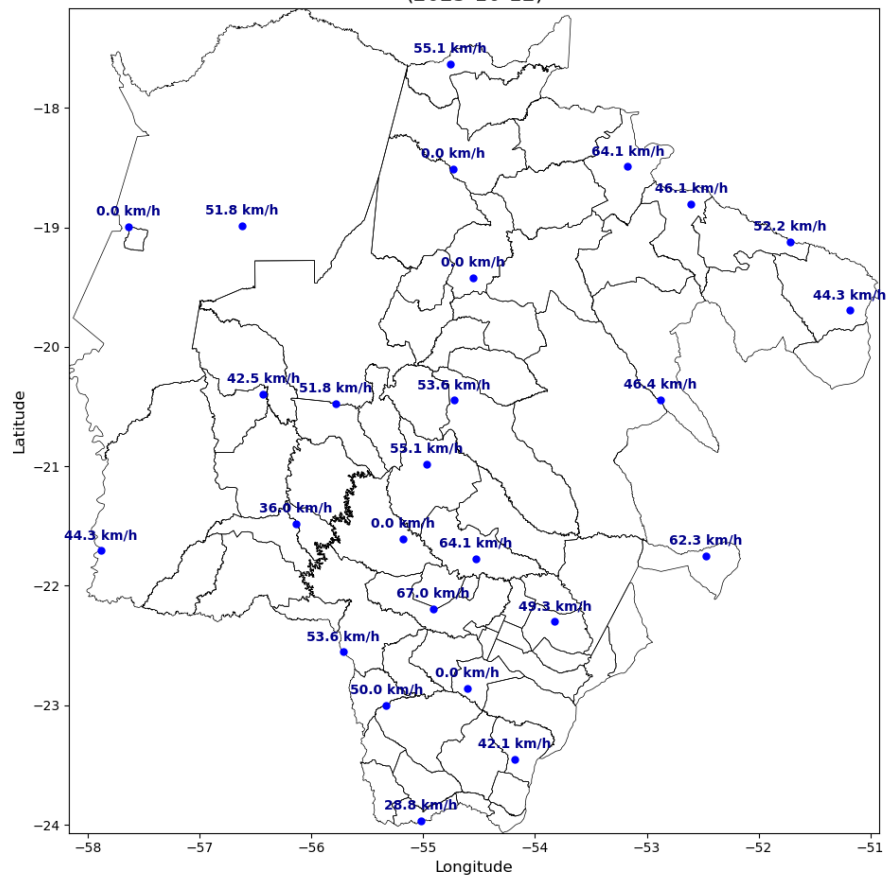 55.1 km/h
−18
0.0 km/h
64.1 km/h
46.1 km/h
0.0 km/h
51.8 km/h
52.2 km/h
−19
0.0 km/h
44.3 km/h
−20
42.5 km/h
51.8 km/h
53.6 km/h
46.4 km/h
Latitude
55.1 km/h
−21
36.0 km/h
0.0 km/h
44.3 km/h
64.1 km/h
62.3 km/h
−22
67.0 km/h
49.3 km/h
53.6 km/h
0.0 km/h
50.0 km/h
−23
42.1 km/h
28.8 km/h
−24
−58 −57 −56 −55 −54 −53 −52 −51
Longitude